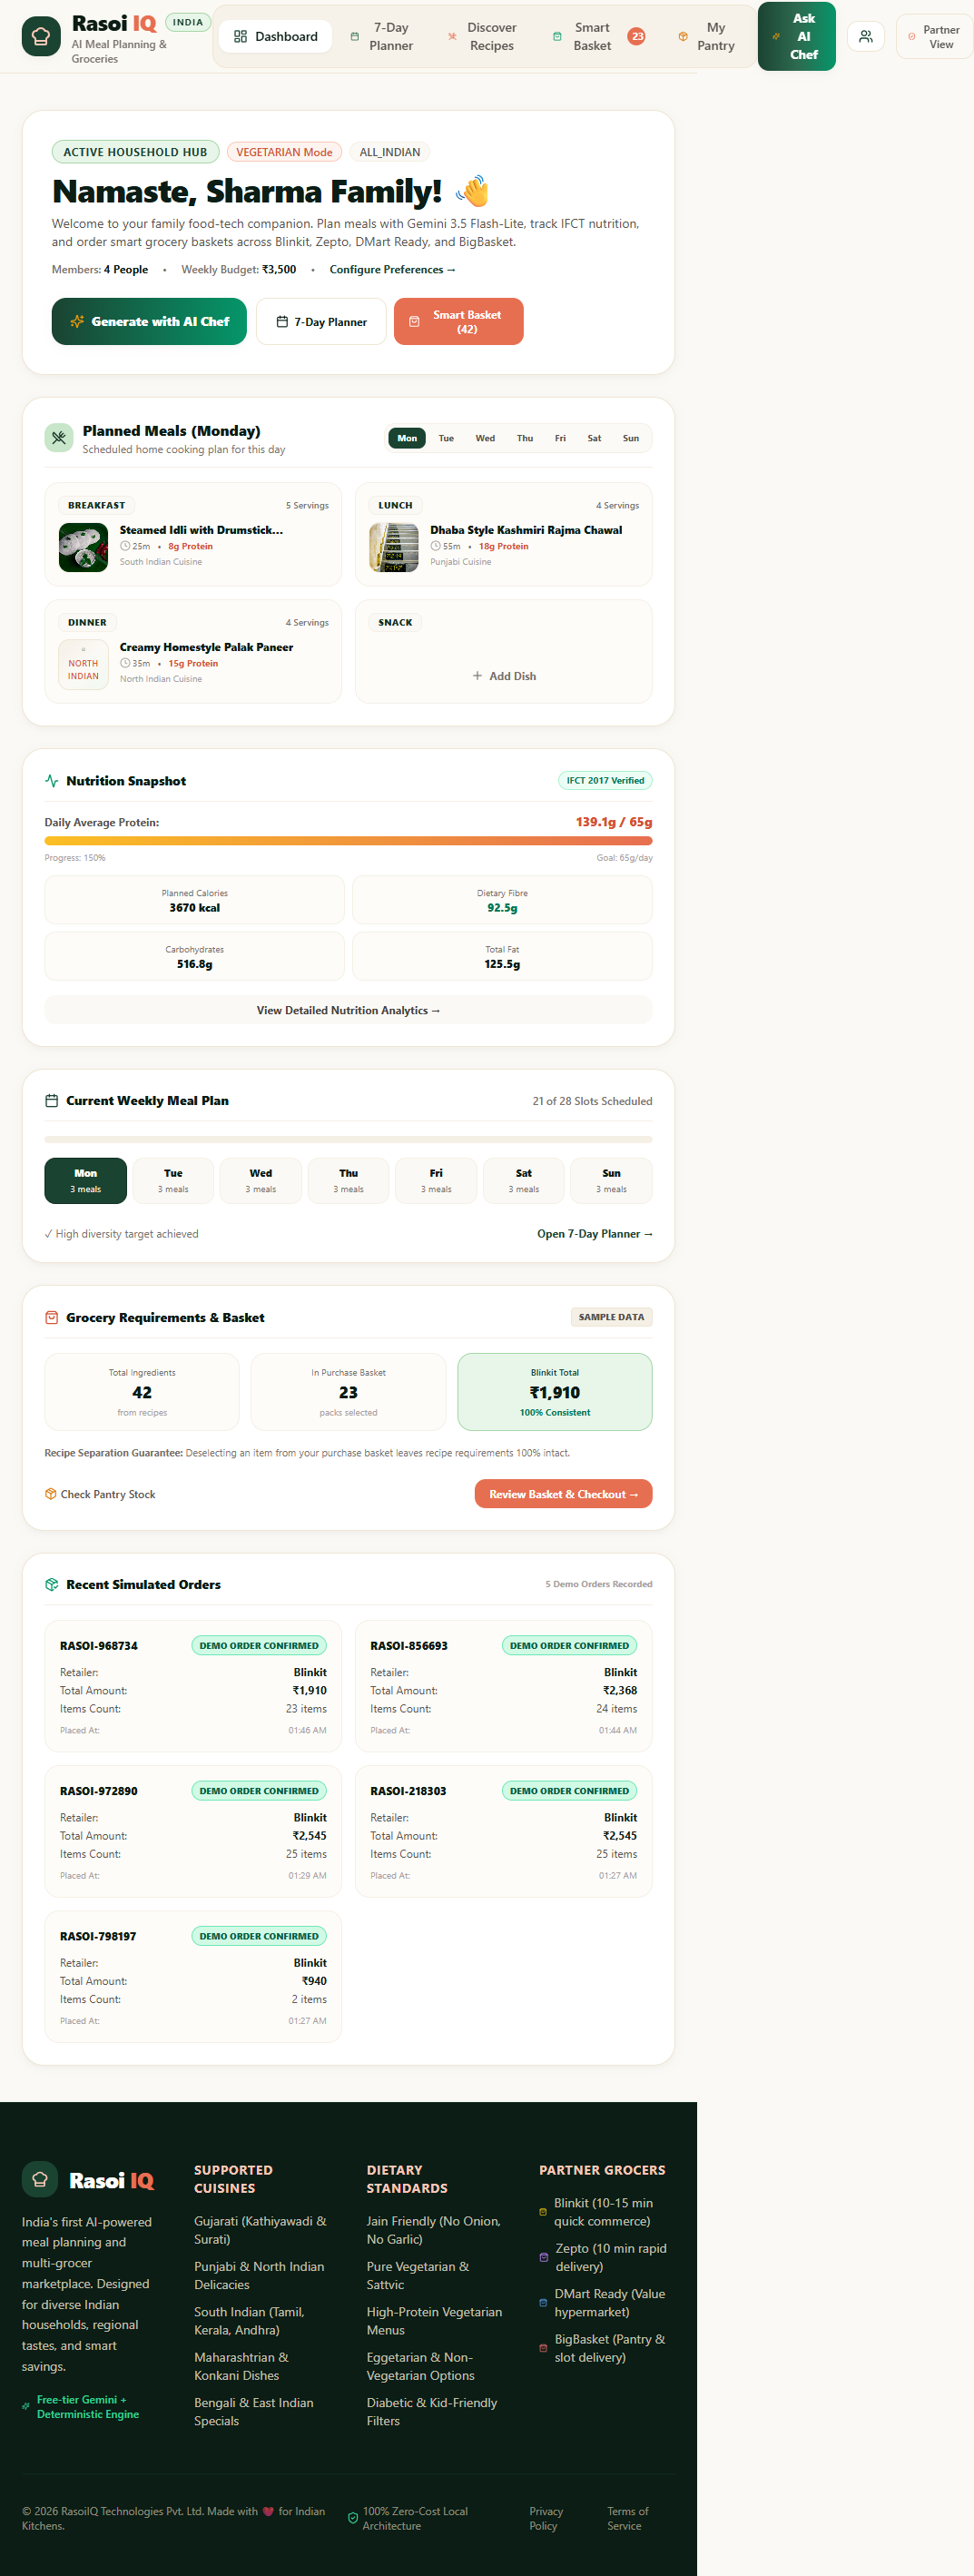 Rasoi IQ INDIA
AI Meal Planning &
Groceries
Dashboard
7-Day
Planner
Discover
Recipes
Smart
Basket
23
My
Pantry
Ask
AI
Chef
Partner
View
ACTIVE HOUSEHOLD HUB
VEGETARIAN Mode
ALL_INDIAN
Namaste, Sharma Family! 👋
Welcome to your family food-tech companion. Plan meals with Gemini 3.5 Flash-Lite, track IFCT nutrition,
and order smart grocery baskets across Blinkit, Zepto, DMart Ready, and BigBasket.
Members: 4 People • Weekly Budget: ₹3,500 • Configure Preferences →
Generate with AI Chef
7-Day Planner
Smart Basket
(42)
Planned Meals (Monday)
Scheduled home cooking plan for this day
Mon Tue Wed Thu Fri Sat Sun
BREAKFAST 5 Servings
Steamed Idli with Drumstick...
25m • 8g Protein
South Indian Cuisine
LUNCH 4 Servings
Dhaba Style Kashmiri Rajma Chawal
55m • 18g Protein
Punjabi Cuisine
DINNER 4 Servings
NORTH
INDIAN
Creamy Homestyle Palak Paneer
35m • 15g Protein
North Indian Cuisine
SNACK
+ Add Dish
Nutrition Snapshot
IFCT 2017 Verified
Daily Average Protein: 139.1g / 65g
Progress: 150% Goal: 65g/day
Planned Calories
3670 kcal
Dietary Fibre
92.5g
Carbohydrates
516.8g
Total Fat
125.5g
View Detailed Nutrition Analytics →
Current Weekly Meal Plan
21 of 28 Slots Scheduled
Mon
3 meals
Tue
3 meals
Wed
3 meals
Thu
3 meals
Fri
3 meals
Sat
3 meals
Sun
3 meals
✓ High diversity target achieved
Open 7-Day Planner →
Grocery Requirements & Basket
SAMPLE DATA
Total Ingredients
42
from recipes
In Purchase Basket
23
packs selected
Blinkit Total
₹1,910
100% Consistent
Recipe Separation Guarantee: Deselecting an item from your purchase basket leaves recipe requirements 100% intact.
Check Pantry Stock
Review Basket & Checkout →
Recent Simulated Orders
5 Demo Orders Recorded
RASOI-968734 DEMO ORDER CONFIRMED
Retailer: Blinkit
Total Amount: ₹1,910
Items Count: 23 items
Placed At: 01:46 AM
RASOI-856693 DEMO ORDER CONFIRMED
Retailer: Blinkit
Total Amount: ₹2,368
Items Count: 24 items
Placed At: 01:44 AM
RASOI-972890 DEMO ORDER CONFIRMED
Retailer: Blinkit
Total Amount: ₹2,545
Items Count: 25 items
Placed At: 01:29 AM
RASOI-218303 DEMO ORDER CONFIRMED
Retailer: Blinkit
Total Amount: ₹2,545
Items Count: 25 items
Placed At: 01:27 AM
RASOI-798197 DEMO ORDER CONFIRMED
Retailer: Blinkit
Total Amount: ₹940
Items Count: 2 items
Placed At: 01:27 AM
Rasoi IQ
India's first AI-powered
meal planning and
multi-grocer
marketplace. Designed
for diverse Indian
households, regional
tastes, and smart
savings.
Free-tier Gemini +
Deterministic Engine
SUPPORTED
CUISINES
Gujarati (Kathiyawadi &
Surati)
Punjabi & North Indian
Delicacies
South Indian (Tamil,
Kerala, Andhra)
Maharashtrian &
Konkani Dishes
Bengali & East Indian
Specials
DIETARY
STANDARDS
Jain Friendly (No Onion,
No Garlic)
Pure Vegetarian &
Sattvic
High-Protein Vegetarian
Menus
Eggetarian & Non-
Vegetarian Options
Diabetic & Kid-Friendly
Filters
PARTNER GROCERS
Blinkit (10-15 min
quick commerce)
Zepto (10 min rapid
delivery)
DMart Ready (Value
hypermarket)
BigBasket (Pantry &
slot delivery)
© 2026 RasoiIQ Technologies Pvt. Ltd. Made with ❤️ for Indian
Kitchens.
100% Zero-Cost Local
Architecture
Privacy
Policy
Terms of
Service